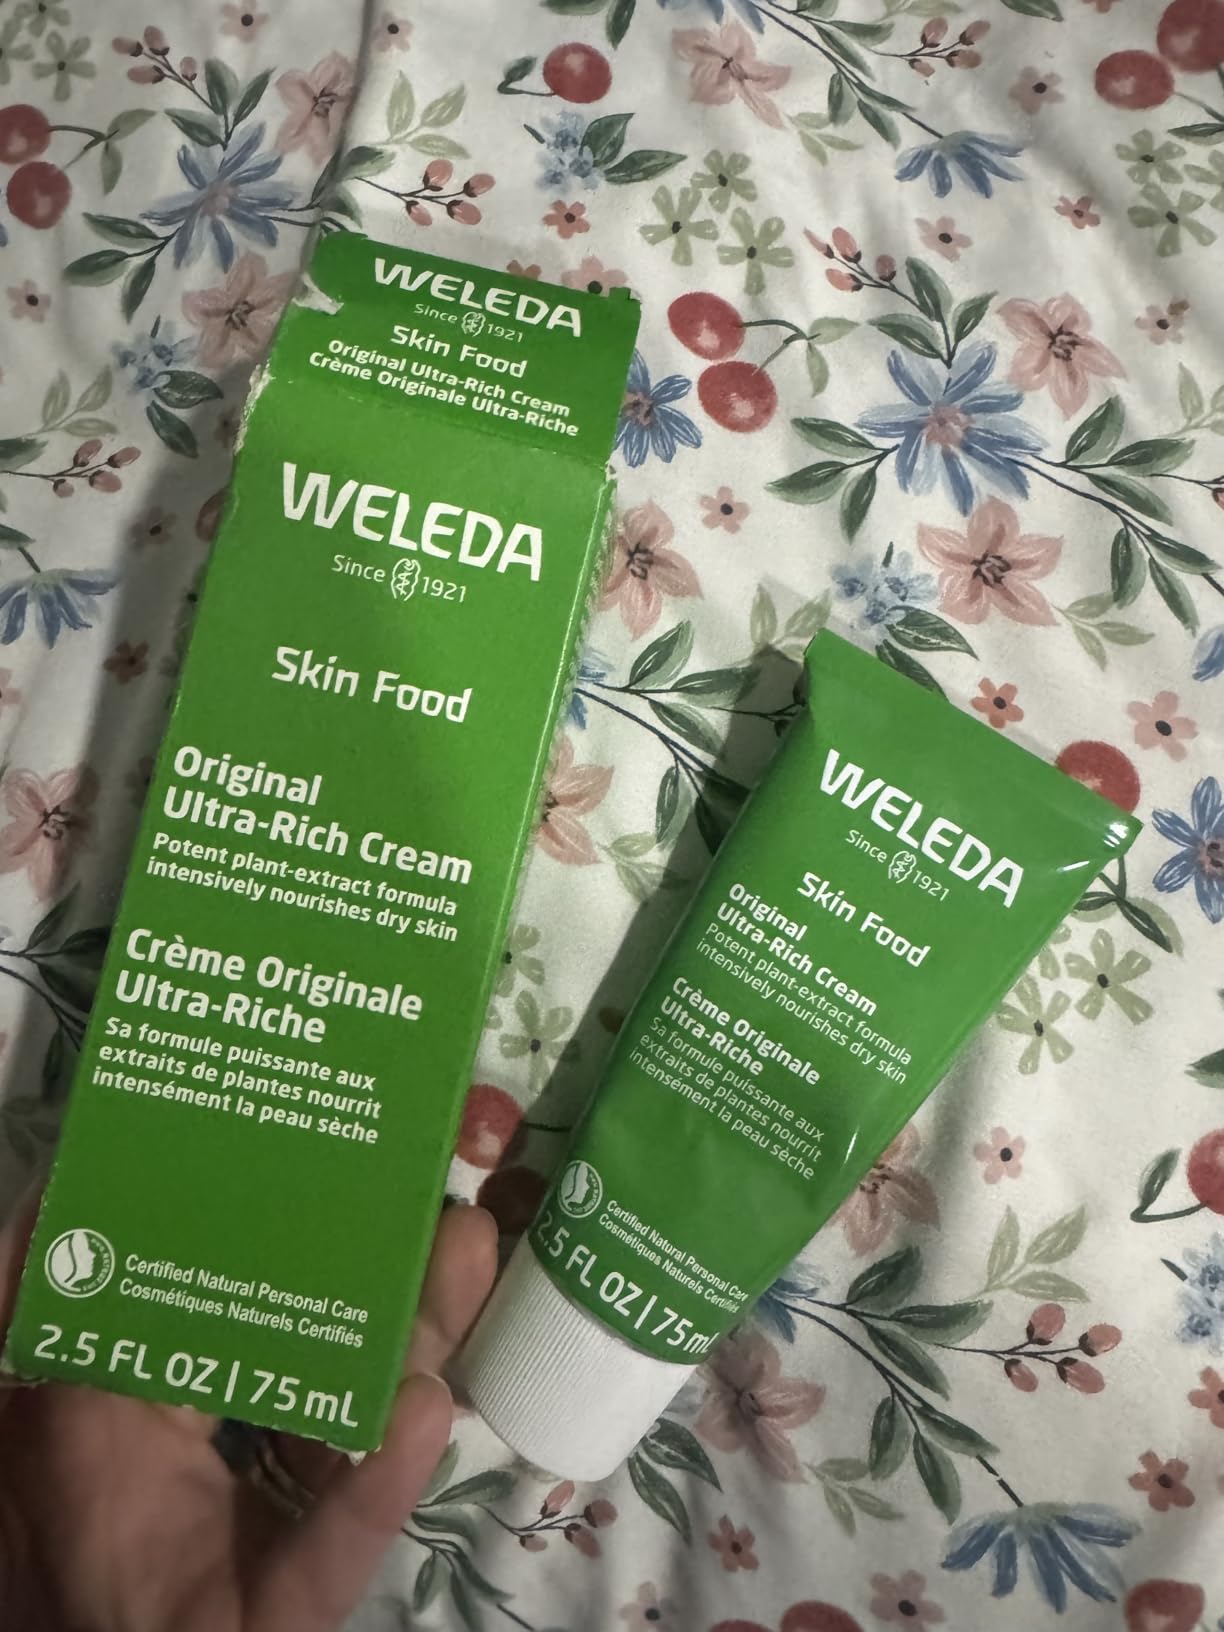 WELEDA
Since 1921
Skin Food
Original Ultra-Rich Cream
Crème Originale Ultra-Riche
WELEDA
Since 1921
Skin Food
Original
Ultra-Rich Cream
Potent plant-extract formula
intensively nourishes dry skin
Crème Originale
Ultra-Riche
Sa formule puissante aux
extraits de plantes nourrit
intensément la peau sèche
Certified Natural Personal Care
Cosmétiques Naturels Certifiés
2.5 FL OZ | 75 mL
WELEDA
Since 1921
Skin Food
Original
Ultra-Rich Cream
Potent plant-extract formula
intensively nourishes dry skin
Crème Originale
Ultra-Riche
Sa formule puissante aux
extraits de plantes nourrit
intensément la peau sèche
Certified Natural Personal Care
Cosmétiques Naturels Certifiés
2.5 FL OZ | 75 mL